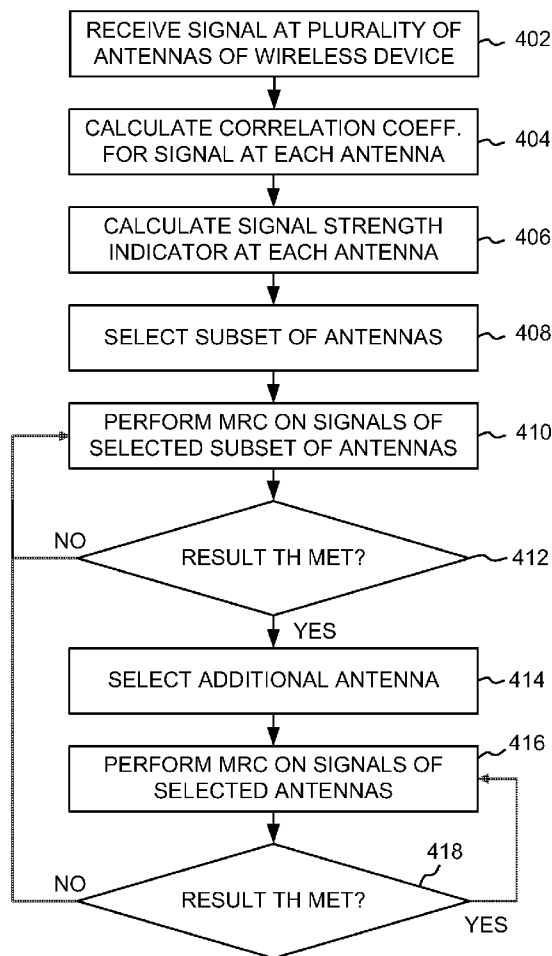 RECEIVE SIGNAL AT PLURALITY OF
ANTENNAS OF WIRELESS DEVICE
402
CALCULATE CORRELATION COEFF.
FOR SIGNAL AT EACH ANTENNA
404
CALCULATE SIGNAL STRENGTH
INDICATOR AT EACH ANTENNA
406
SELECT SUBSET OF ANTENNAS
408
PERFORM MRC ON SIGNALS OF
SELECTED SUBSET OF ANTENNAS
410
NO
RESULT TH MET?
412
YES
SELECT ADDITIONAL ANTENNA
414
416
PERFORM MRC ON SIGNALS OF
SELECTED ANTENNAS
418
NO
RESULT TH MET?
YES